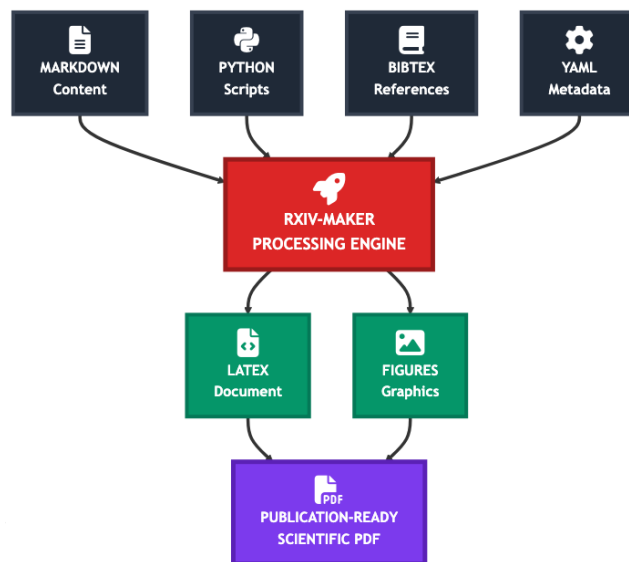 MARKDOWN
Content
PYTHON
Scripts
BIBTEX
References
YAML
Metadata
RXIV-MAKER
PROCESSING ENGINE
LATEX
Document
FIGURES
Graphics
PDF
PUBLICATION-READY
SCIENTIFIC PDF